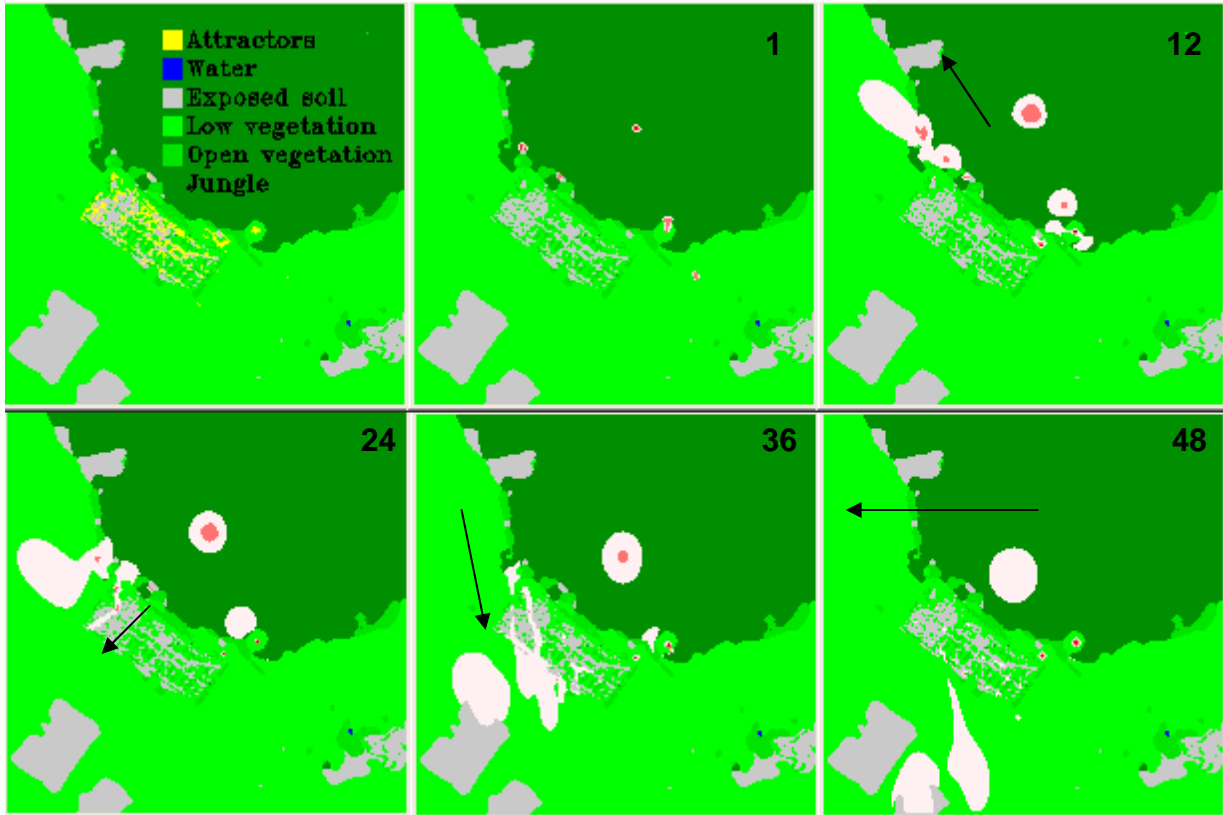 Attractors
Water
Exposed soil
Low vegetation
Open vegetation
Jungle
1
12
24
36
48